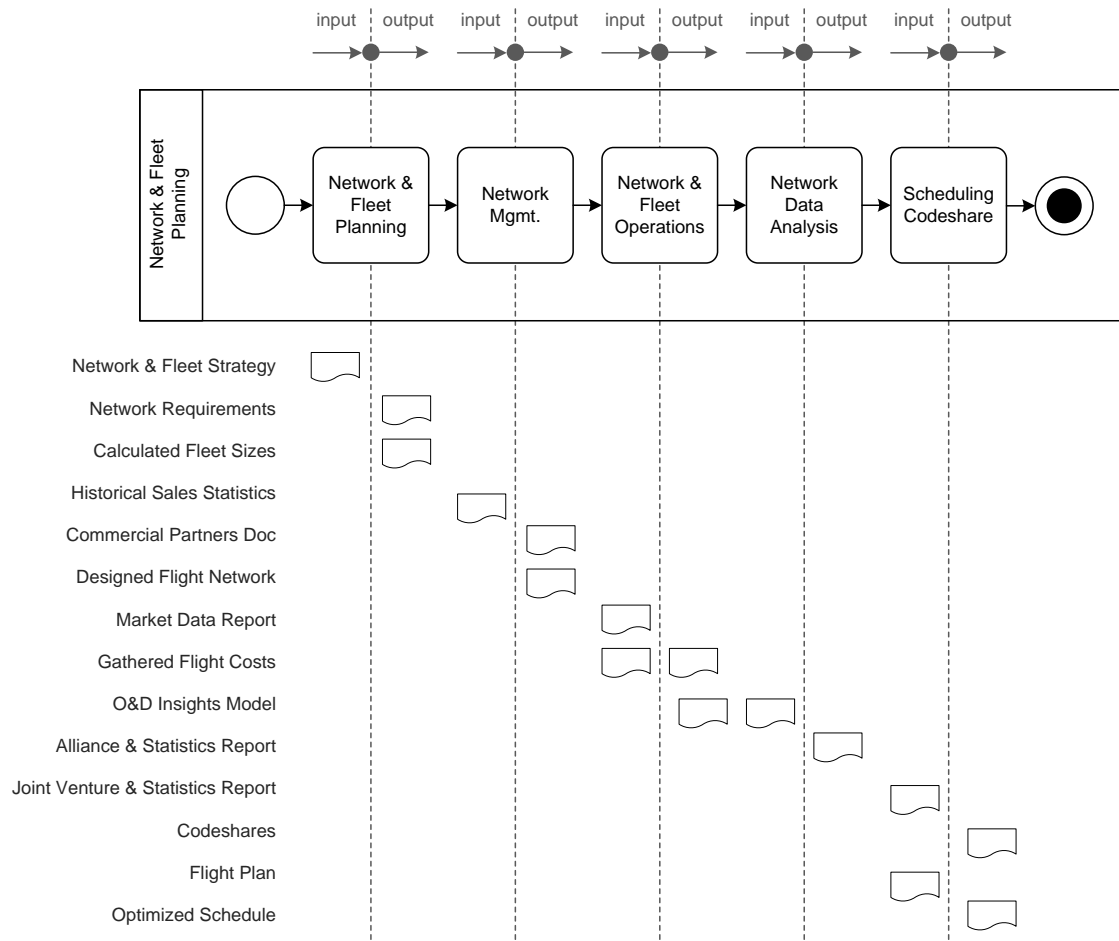 input output input output input output input output input output
Network & Fleet
Planning
Network &
Fleet
Planning
Network
Mgmt.
Network &
Fleet
Operations
Network
Data
Analysis
Scheduling
Codeshare
Network & Fleet Strategy
Network Requirements
Calculated Fleet Sizes
Historical Sales Statistics
Commercial Partners Doc
Designed Flight Network
Market Data Report
Gathered Flight Costs
O&D Insights Model
Alliance & Statistics Report
Joint Venture & Statistics Report
Codeshares
Flight Plan
Optimized Schedule